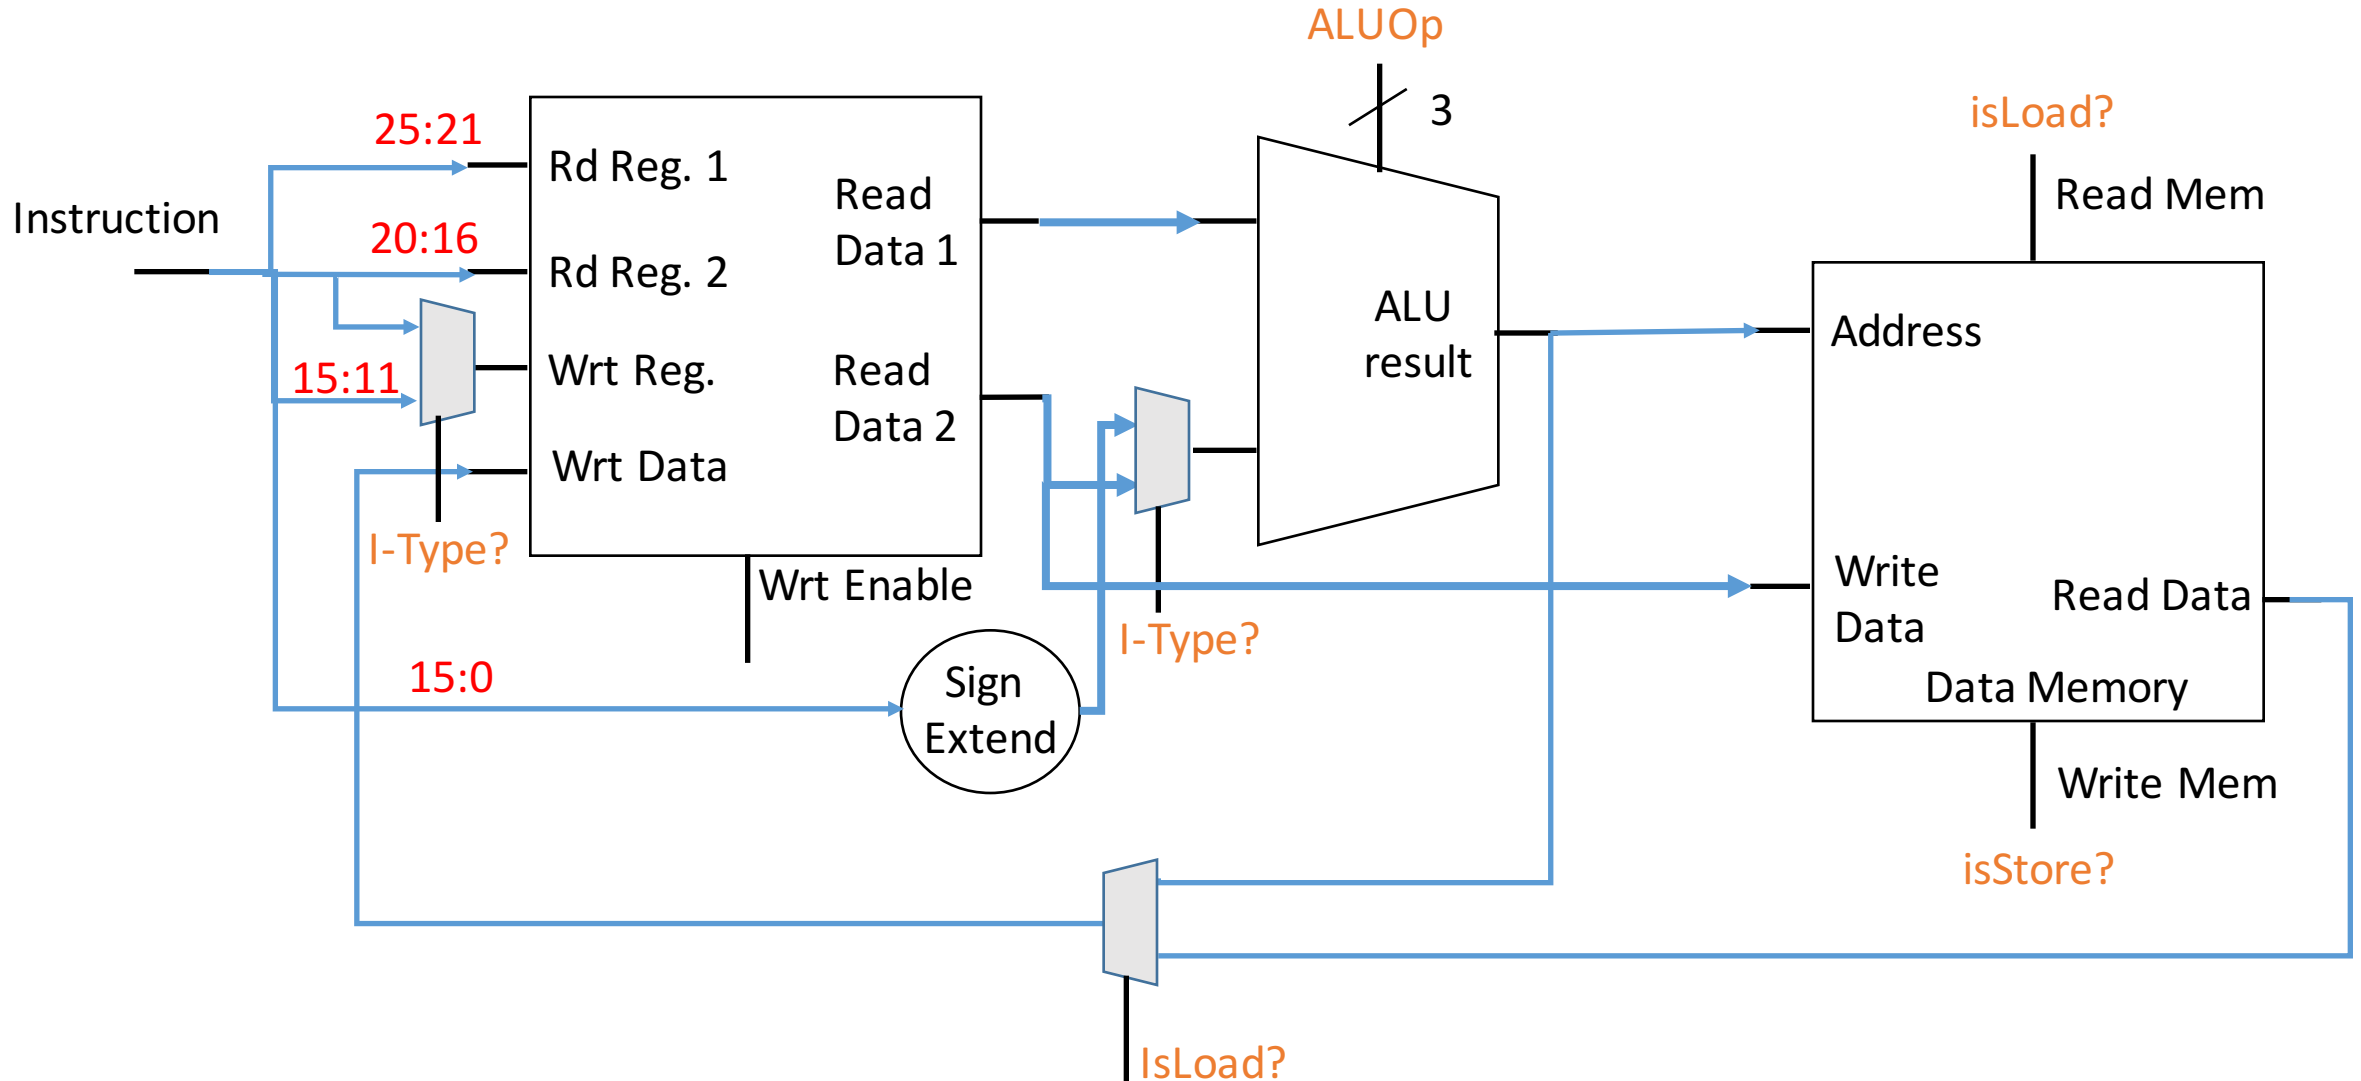 ALUOp
3
isLoad?
25:21
Rd Reg. 1
Read
Data 1
Read Mem
Instruction
20:16
Rd Reg. 2
ALU
result
Address
15:11
Wrt Reg.
Read
Data 2
Wrt Data
I-Type?
Wrt Enable
I-Type?
Write
Data
Read Data
15:0
Sign
Extend
Data Memory
Write Mem
isStore?
IsLoad?